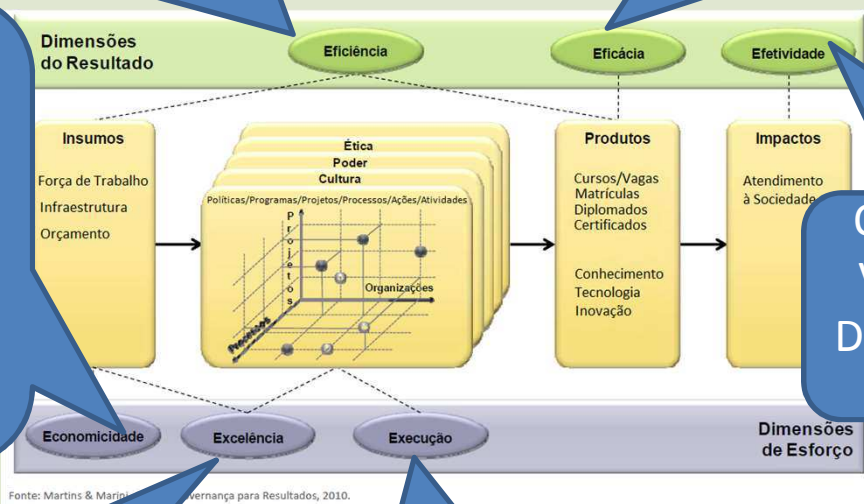 Dimensões
do Resultado
Eficiência
Eficácia
Efetividade
Insumos
Força de Trabalho
Infraestrutura
Orçamento
Ética
Poder
Cultura
Políticas/Programas/Projetos/Processos/Ações/Atividades
Projetos
Organizações
Processos
Produtos
Cursos/Vagas
Matrículas
Diplomados
Certificados
Conhecimento
Tecnologia
Inovação
Impactos
Atendimento
à Sociedade
Economicidade
Excelência
Execução
Dimensões
de Esforço
Fonte: Martins & Marini para Resultados, 2010.